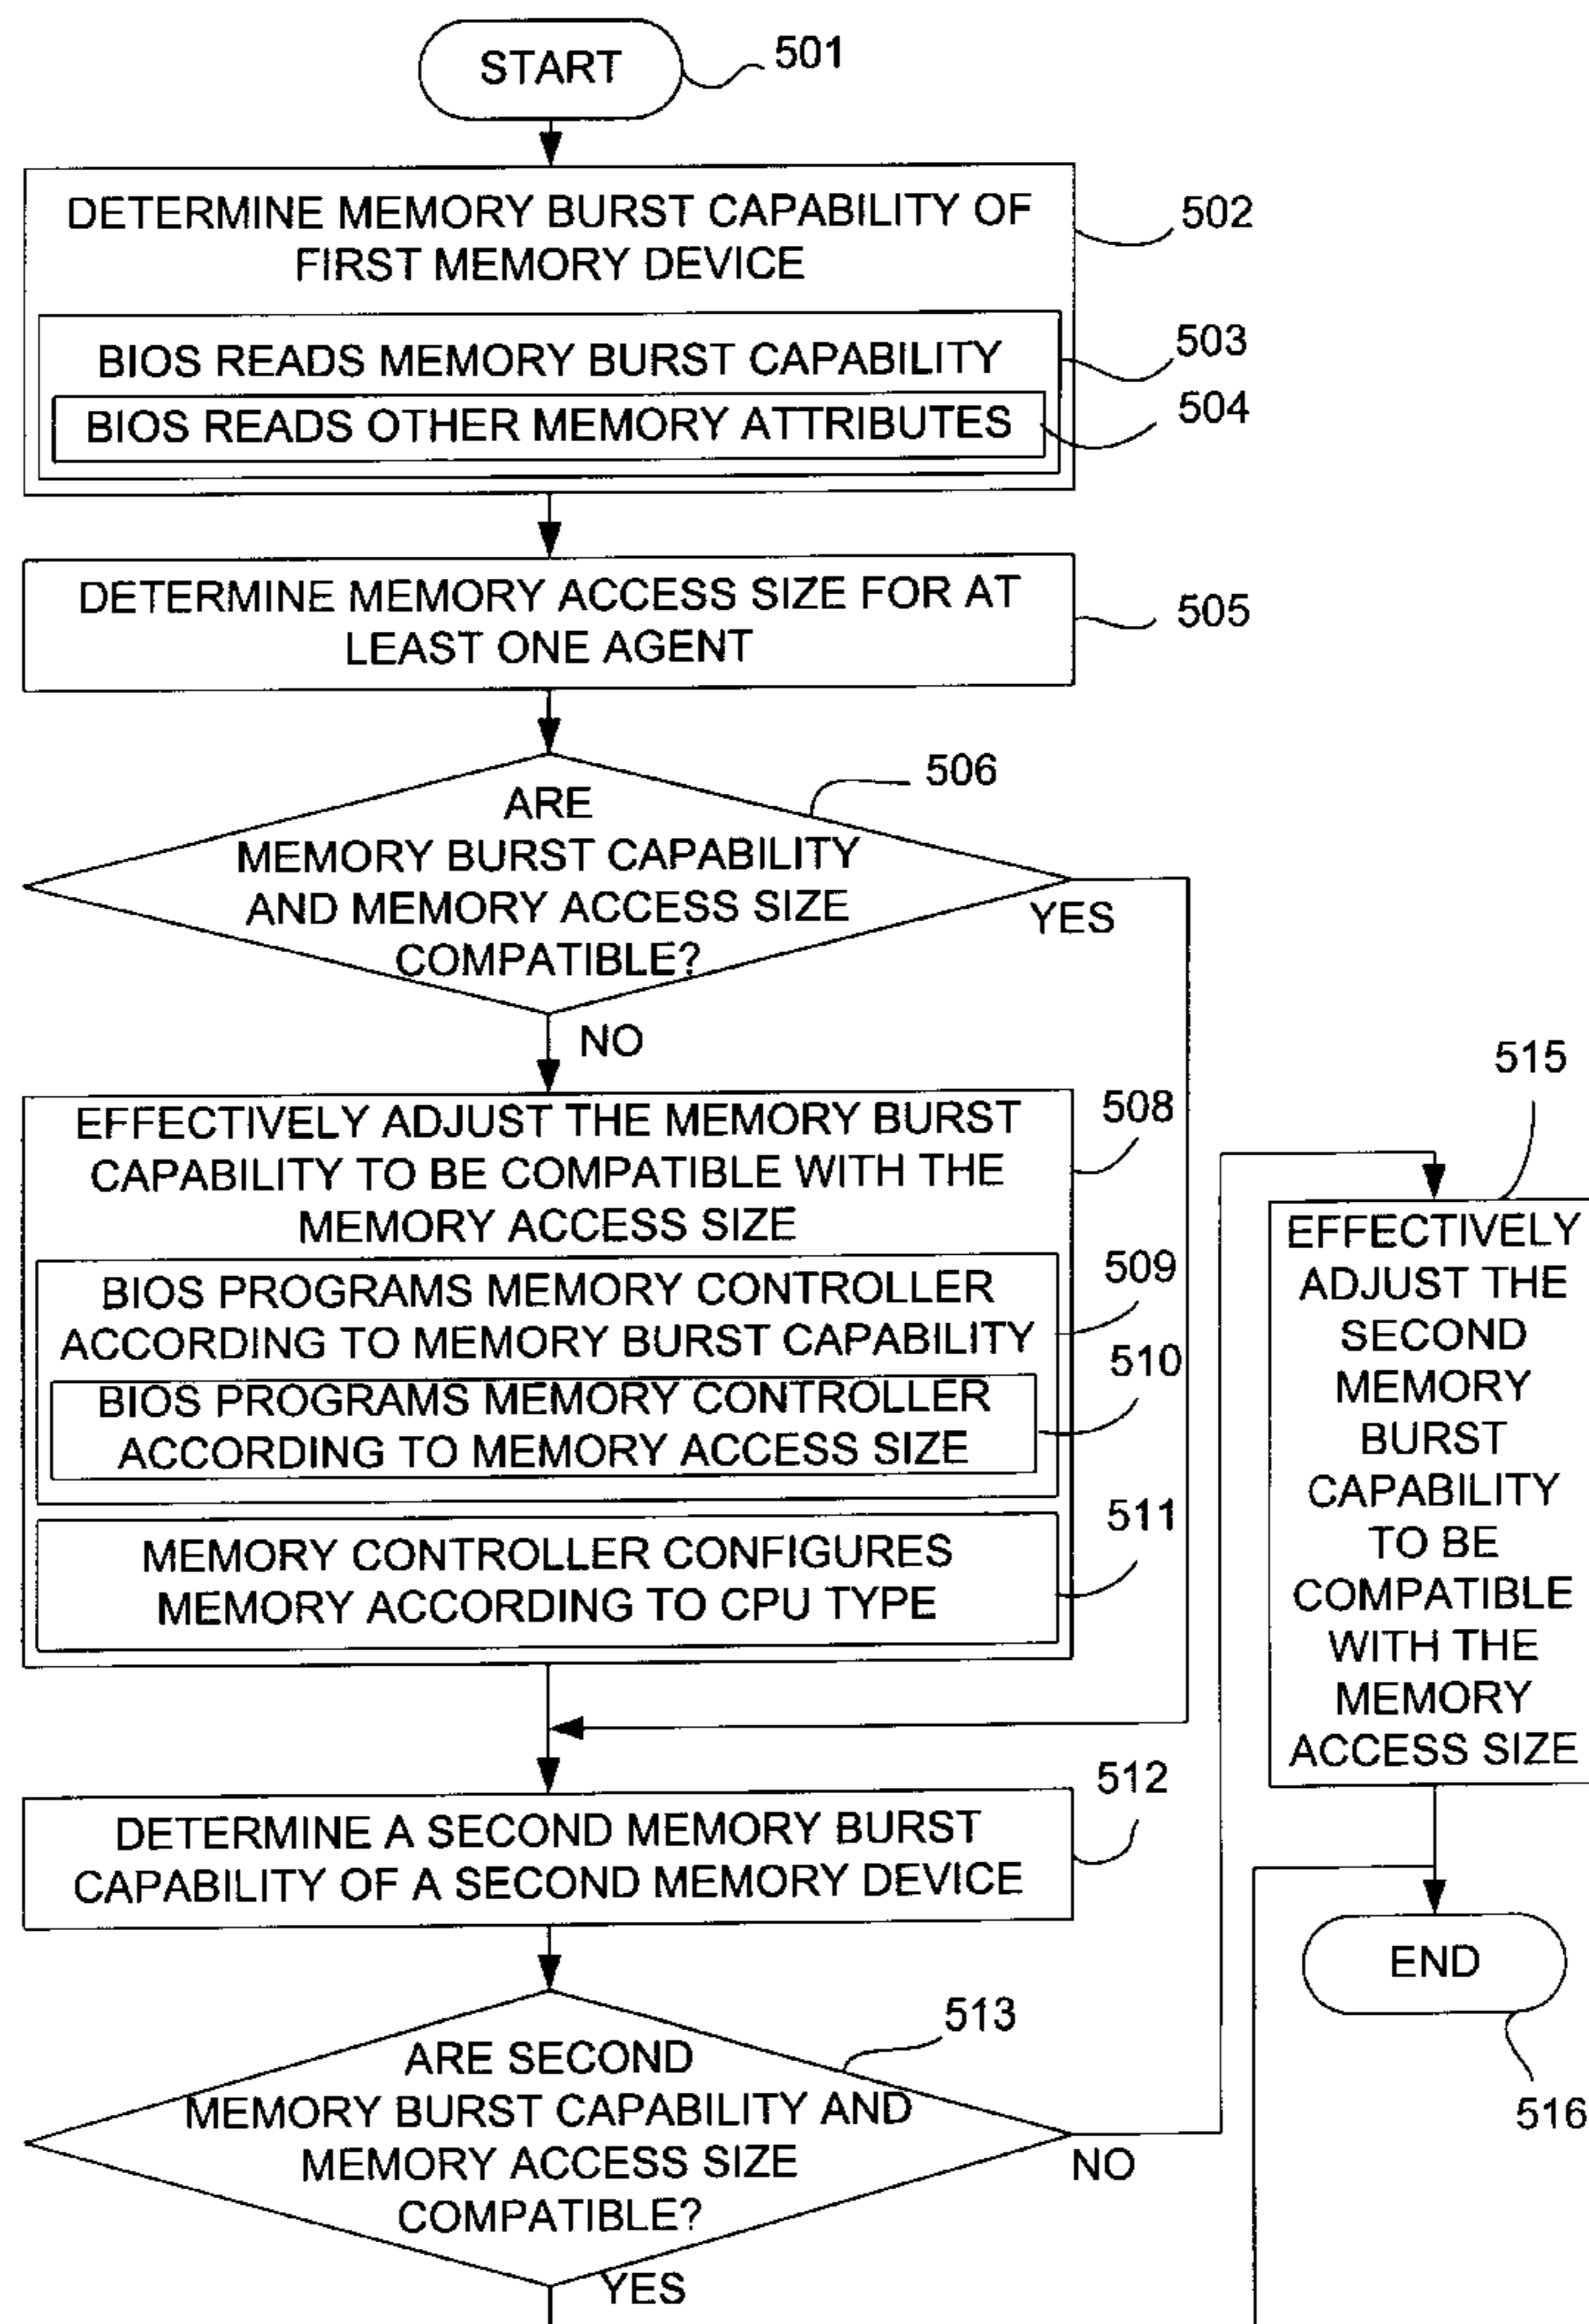 START
501
DETERMINE MEMORY BURST CAPABILITY OF
FIRST MEMORY DEVICE
502
BIOS READS MEMORY BURST CAPABILITY
503
BIOS READS OTHER MEMORY ATTRIBUTES
504
DETERMINE MEMORY ACCESS SIZE FOR AT
LEAST ONE AGENT
505
506
ARE
MEMORY BURST CAPABILITY
AND MEMORY ACCESS SIZE
COMPATIBLE?
YES
NO
EFFECTIVELY ADJUST THE MEMORY BURST
CAPABILITY TO BE COMPATIBLE WITH THE
MEMORY ACCESS SIZE
508
BIOS PROGRAMS MEMORY CONTROLLER
ACCORDING TO MEMORY BURST CAPABILITY
509
BIOS PROGRAMS MEMORY CONTROLLER
ACCORDING TO MEMORY ACCESS SIZE
510
MEMORY CONTROLLER CONFIGURES
MEMORY ACCORDING TO CPU TYPE
511
DETERMINE A SECOND MEMORY BURST
CAPABILITY OF A SECOND MEMORY DEVICE
512
513
ARE SECOND
MEMORY BURST CAPABILITY AND
MEMORY ACCESS SIZE
COMPATIBLE?
NO
YES
515
EFFECTIVELY
ADJUST THE
SECOND
MEMORY
BURST
CAPABILITY
TO BE
COMPATIBLE
WITH THE
MEMORY
ACCESS SIZE
END
516